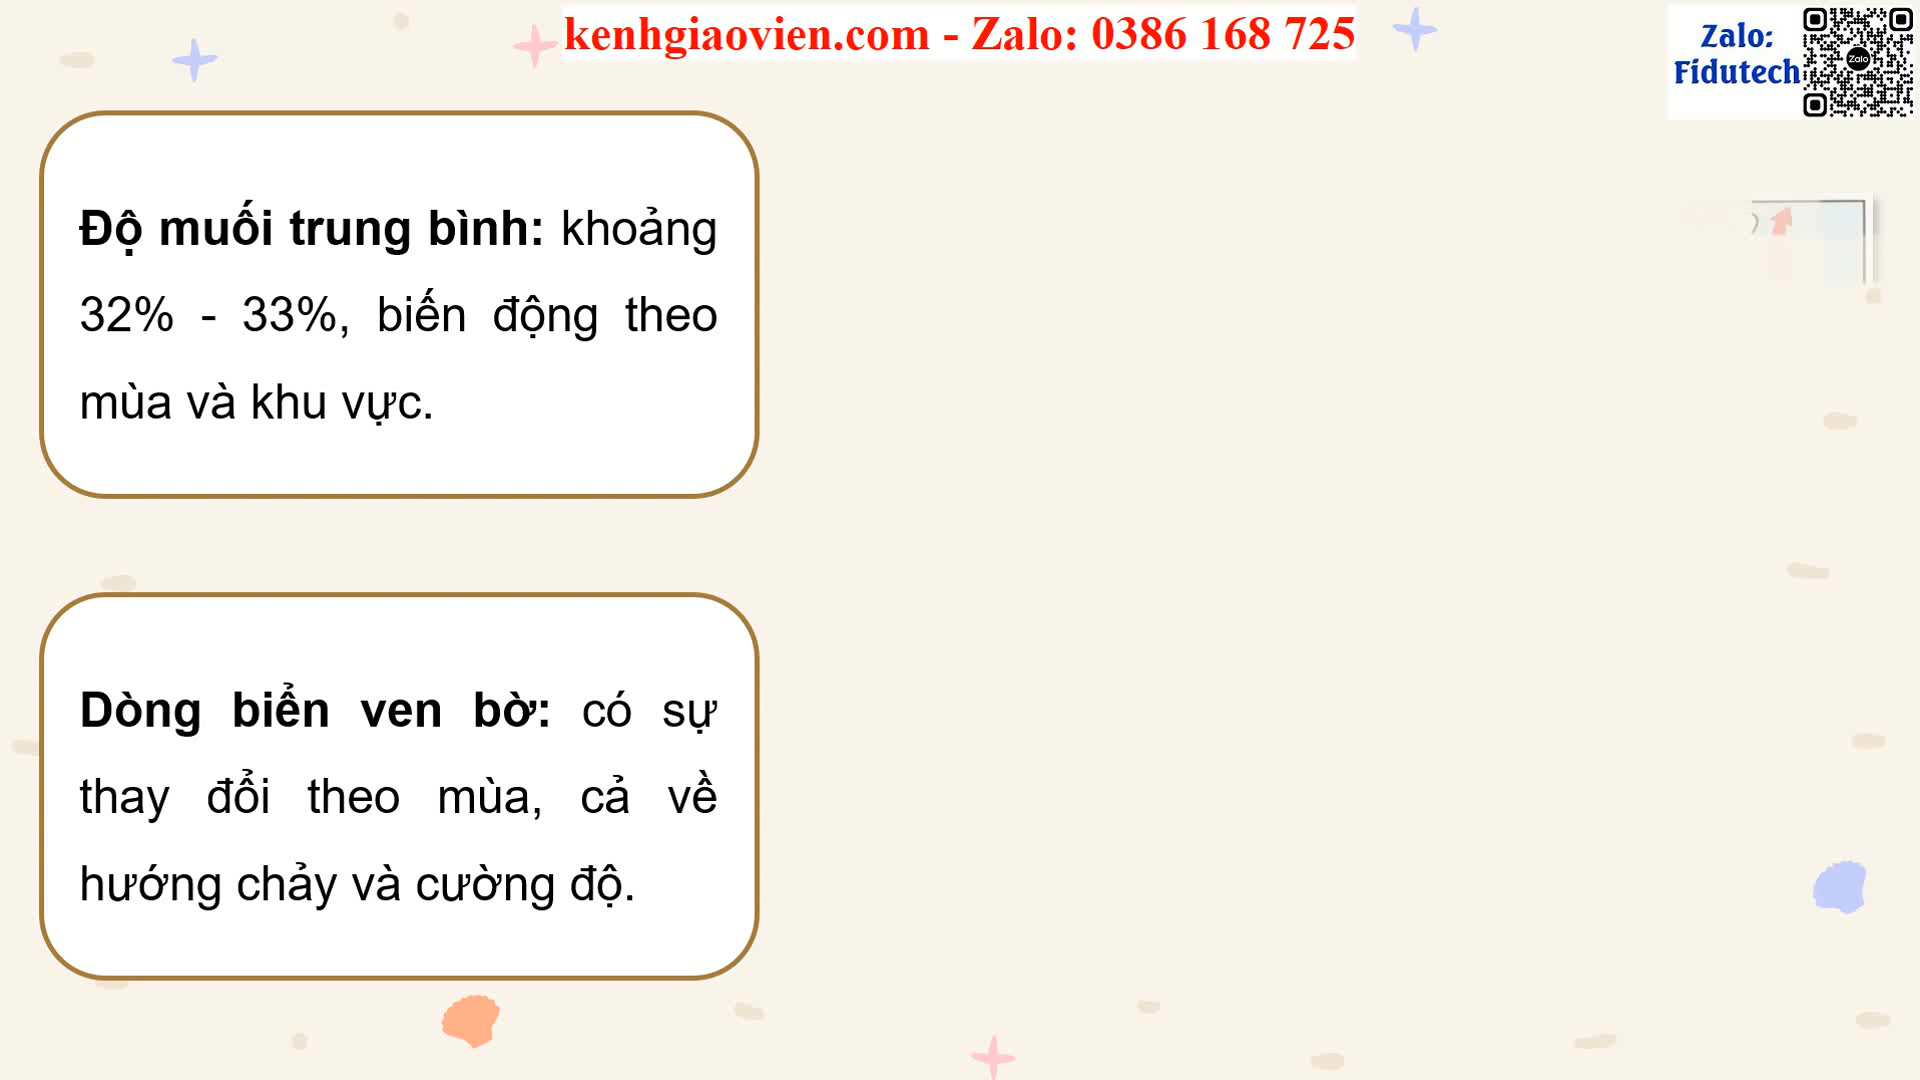 kenhgiaovien.com - Zalo: 0386 168 725
Zalo:
Fidutech
Zalo
Độ muối trung bình: khoảng
32% - 33%, biến động theo
mùa và khu vực.
Dòng biển ven bờ: có sự
thay đổi theo mùa, cả về
hướng chảy và cường độ.